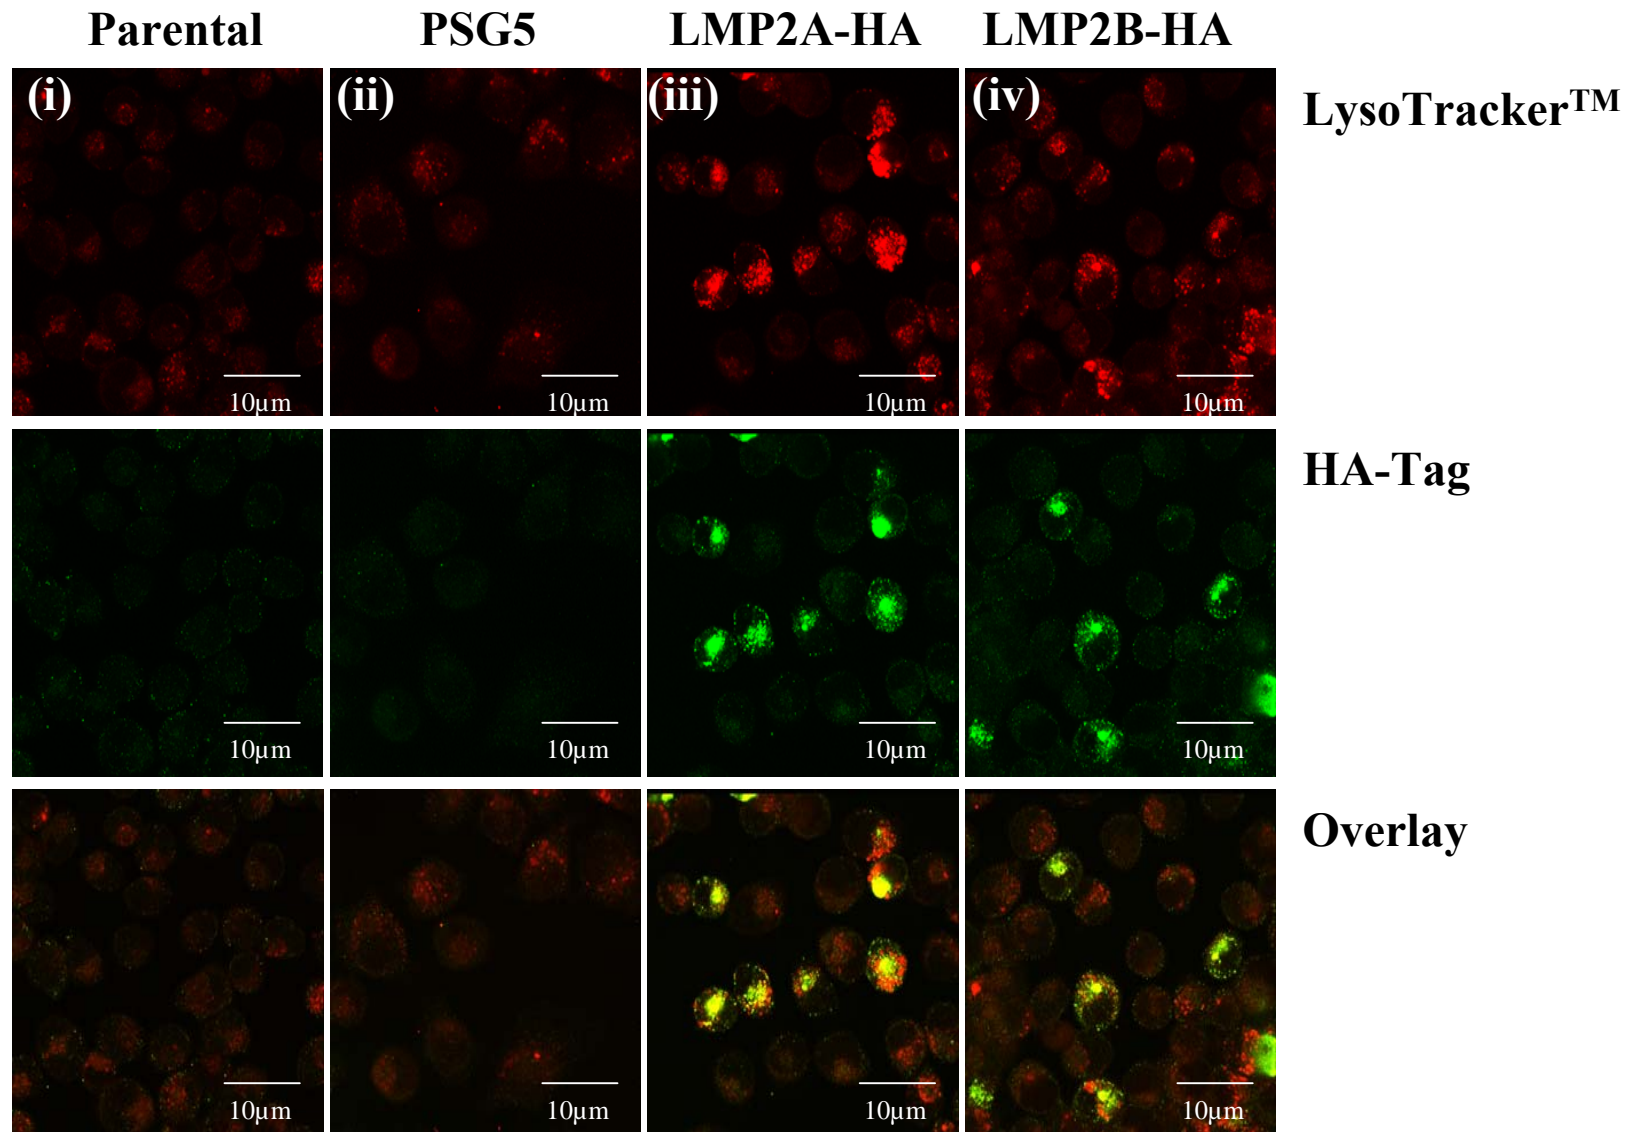 Parental PSG5 LMP2A-HA LMP2B-HA
(i) (ii) (iii) (iv) LysoTracker™
10µm 10µm 10µm 10µm
HA-Tag
10µm 10µm 10µm 10µm
Overlay
10µm 10µm 10µm 10µm